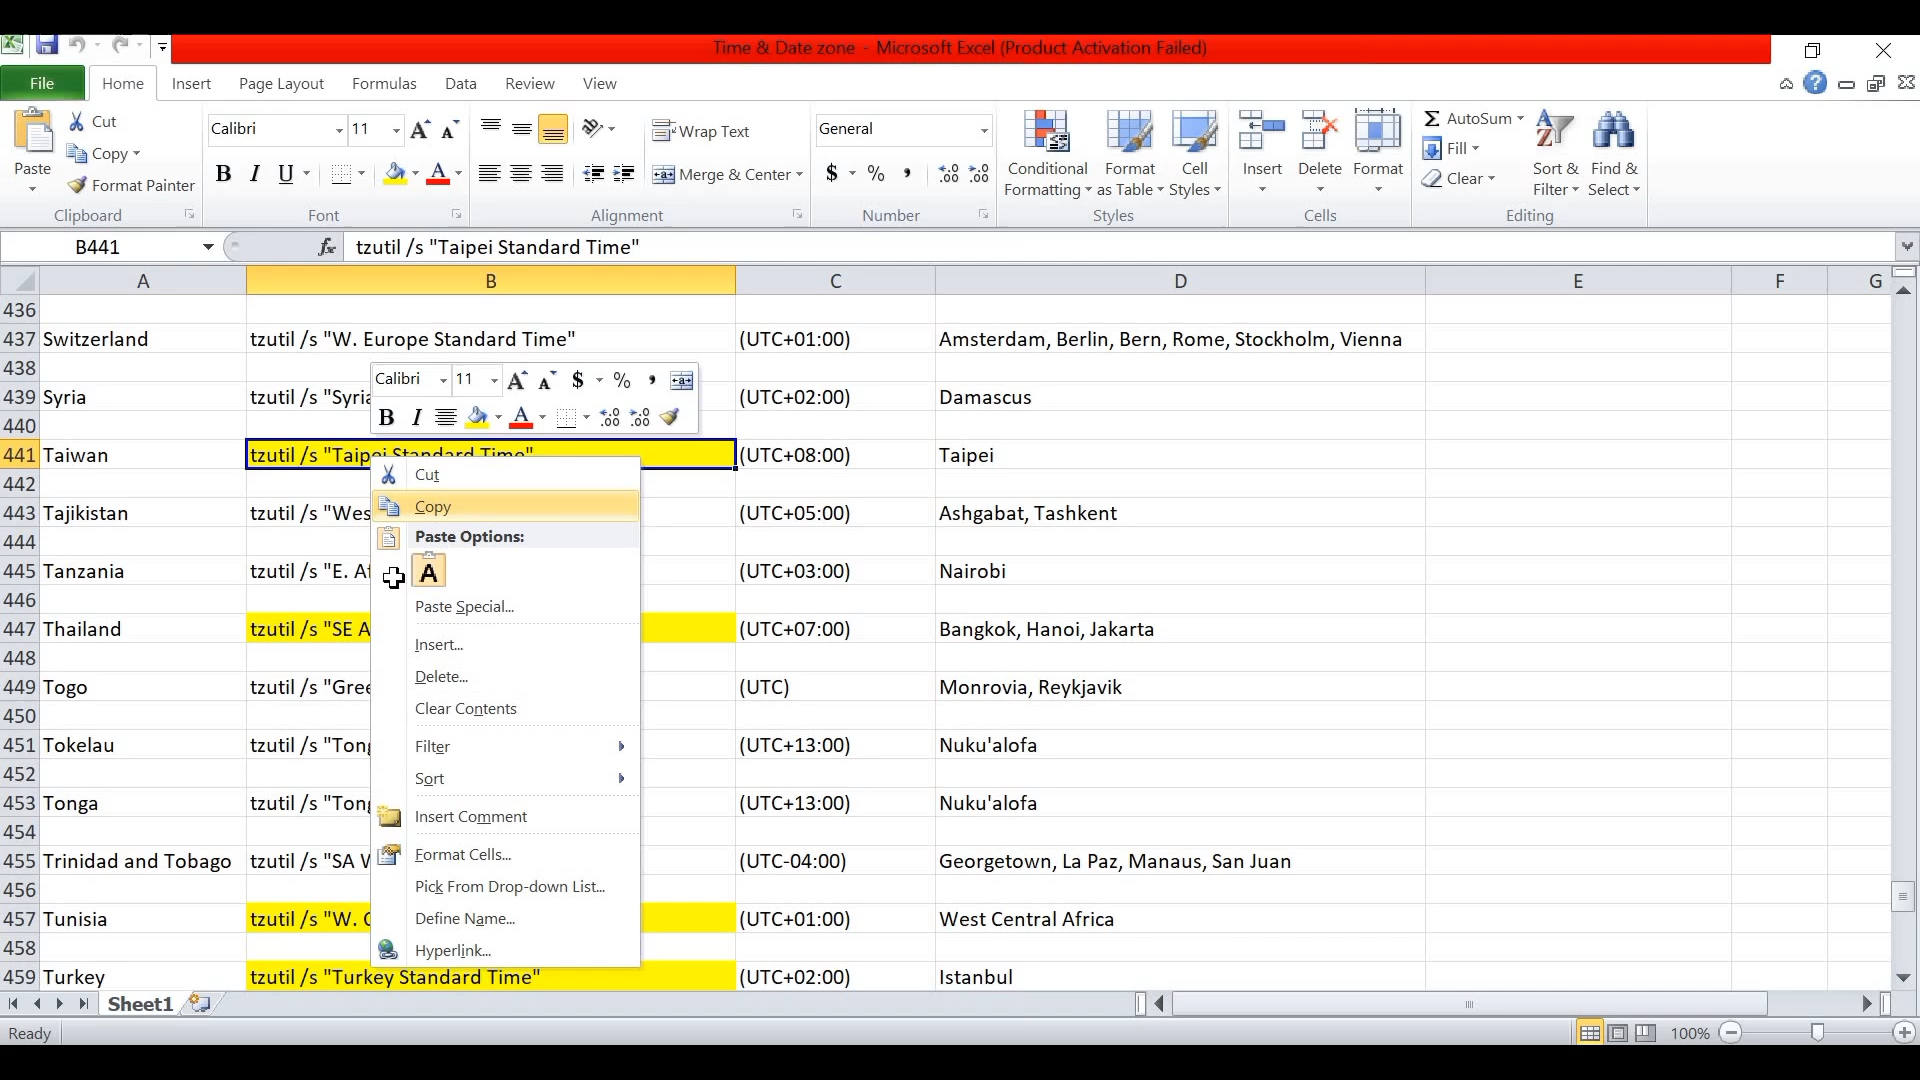 Time & Date zone - Microsoft Excel (Product Activation Failed)
File Home Insert Page Layout Formulas Data Review View
Paste
Cut
Copy
Format Painter
Clipboard
Calibri 11
B I U
Font
Wrap Text
Merge & Center
Alignment
General
$ % ,
Number
Conditional Formatting
Format as Table
Cell Styles
Styles
Insert
Delete
Format
Cells
AutoSum
Fill
Clear
Sort & Filter
Find & Select
Editing
B441 fx tzutil /s "Taipei Standard Time"
A B C D E F G
436
437 Switzerland tzutil /s "W. Europe Standard Time" (UTC+01:00) Amsterdam, Berlin, Bern, Rome, Stockholm, Vienna
438
439 Syria tzutil /s "Syria (UTC+02:00) Damascus
440
441 Taiwan tzutil /s "Taipei Standard Time" (UTC+08:00) Taipei
442
443 Tajikistan tzutil /s "Wes (UTC+05:00) Ashgabat, Tashkent
444
445 Tanzania tzutil /s "E. Af (UTC+03:00) Nairobi
446
447 Thailand tzutil /s "SE A (UTC+07:00) Bangkok, Hanoi, Jakarta
448
449 Togo tzutil /s "Gree (UTC) Monrovia, Reykjavik
450
451 Tokelau tzutil /s "Tong (UTC+13:00) Nuku'alofa
452
453 Tonga tzutil /s "Tong (UTC+13:00) Nuku'alofa
454
455 Trinidad and Tobago tzutil /s "SA W (UTC-04:00) Georgetown, La Paz, Manaus, San Juan
456
457 Tunisia tzutil /s "W. C (UTC+01:00) West Central Africa
458
459 Turkey tzutil /s "Turkey Standard Time" (UTC+02:00) Istanbul
Calibri 11 A A $ % ,
B I A
Cut
Copy
Paste Options:
A
Paste Special...
Insert...
Delete...
Clear Contents
Filter
Sort
Insert Comment
Format Cells...
Pick From Drop-down List...
Define Name...
Hyperlink...
Sheet1
Ready 100%